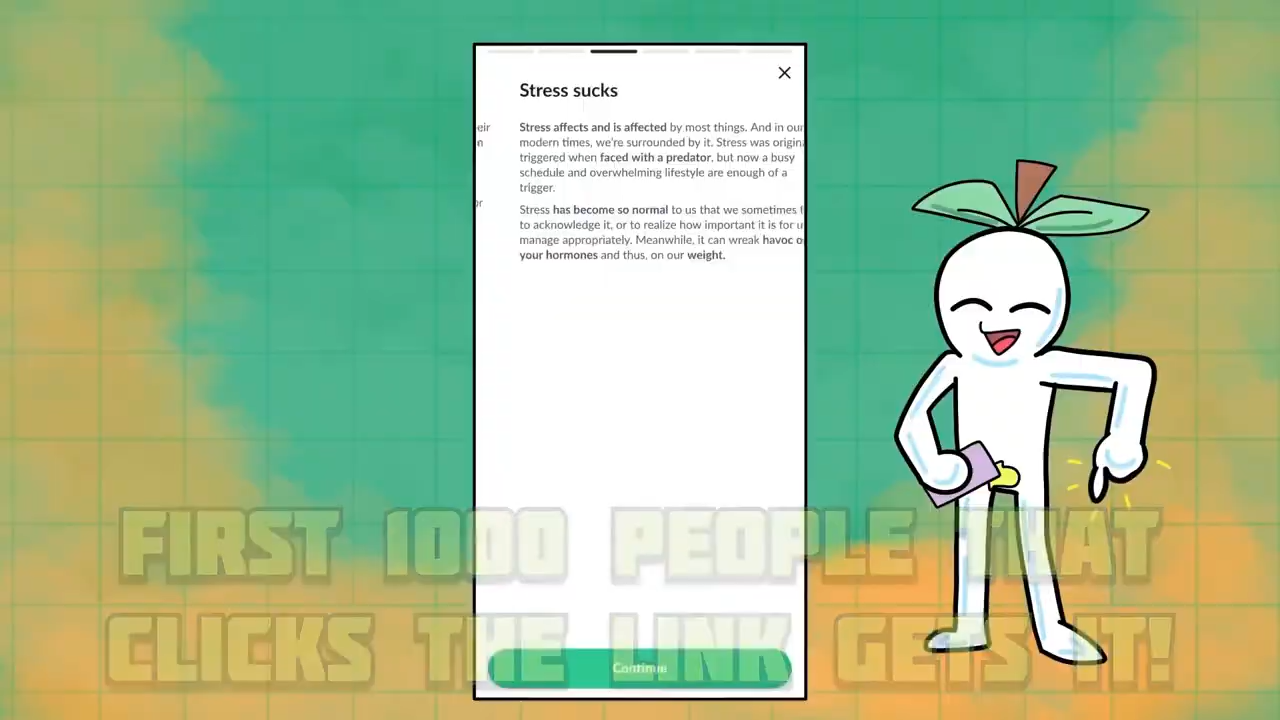 Stress sucks
eir Stress affects and is affected by most things. And in our
modern times, we're surrounded by it. Stress was origin
triggered when faced with a predator, but now a busy
schedule and overwhelming lifestyle are enough of a
trigger.
or Stress has become so normal to us that we sometimes f
to acknowledge it, or to realize how important it is for u
manage appropriately. Meanwhile, it can wreak havoc o
your hormones and thus, on our weight.
FIRST 1000 PEOPLE THAT
CLICKS THE LINK GETS IT!
Continue